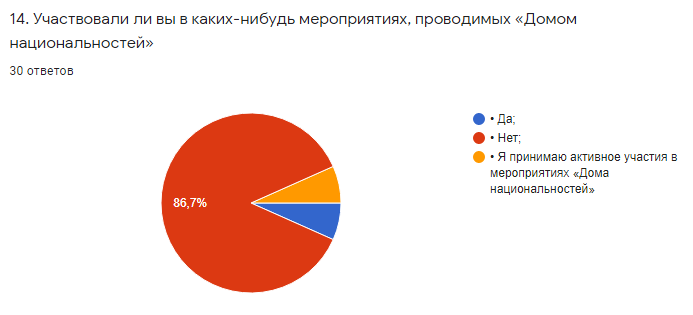 14. Участвовали ли вы в каких-нибудь мероприятиях, проводимых «Домом
национальностей»
30 ответов
• Да;
• Нет;
• Я принимаю активное участия в
мероприятиях «Дома
национальностей»
86,7%